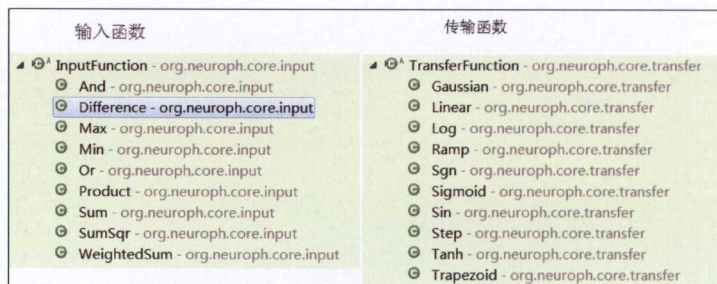 输入函数
InputFunction - org.neuroph.core.input
And - org.neuroph.core.input
Difference - org.neuroph.core.input
Max - org.neuroph.core.input
Min - org.neuroph.core.input
Or - org.neuroph.core.input
Product - org.neuroph.core.input
Sum - org.neuroph.core.input
SumSqr - org.neuroph.core.input
WeightedSum - org.neuroph.core.input
传输函数
TransferFunction - org.neuroph.core.transfer
Gaussian - org.neuroph.core.transfer
Linear - org.neuroph.core.transfer
Log - org.neuroph.core.transfer
Ramp - org.neuroph.core.transfer
Sgn - org.neuroph.core.transfer
Sigmoid - org.neuroph.core.transfer
Sin - org.neuroph.core.transfer
Step - org.neuroph.core.transfer
Tanh - org.neuroph.core.transfer
Trapezoid - org.neuroph.core.transfer